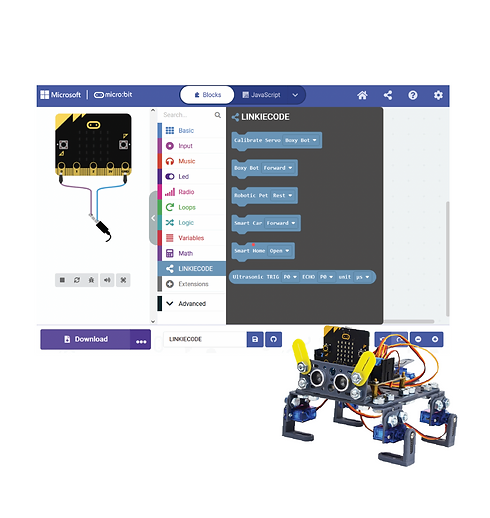 Microsoft | micro:bit
Blocks
JavaScript
Search...
Basic
Input
Music
Led
Radio
Loops
Logic
Variables
Math
LINKIECODE
Extensions
Advanced
LINKIECODE
Calibrate Servo Boxy Bot
Boxy Bot Forward
Robotic Pet Rest
Smart Car Forward
Smart Home Open
Ultrasonic TRIG P0 ECHO P0 unit μs
Download
LINKIECODE